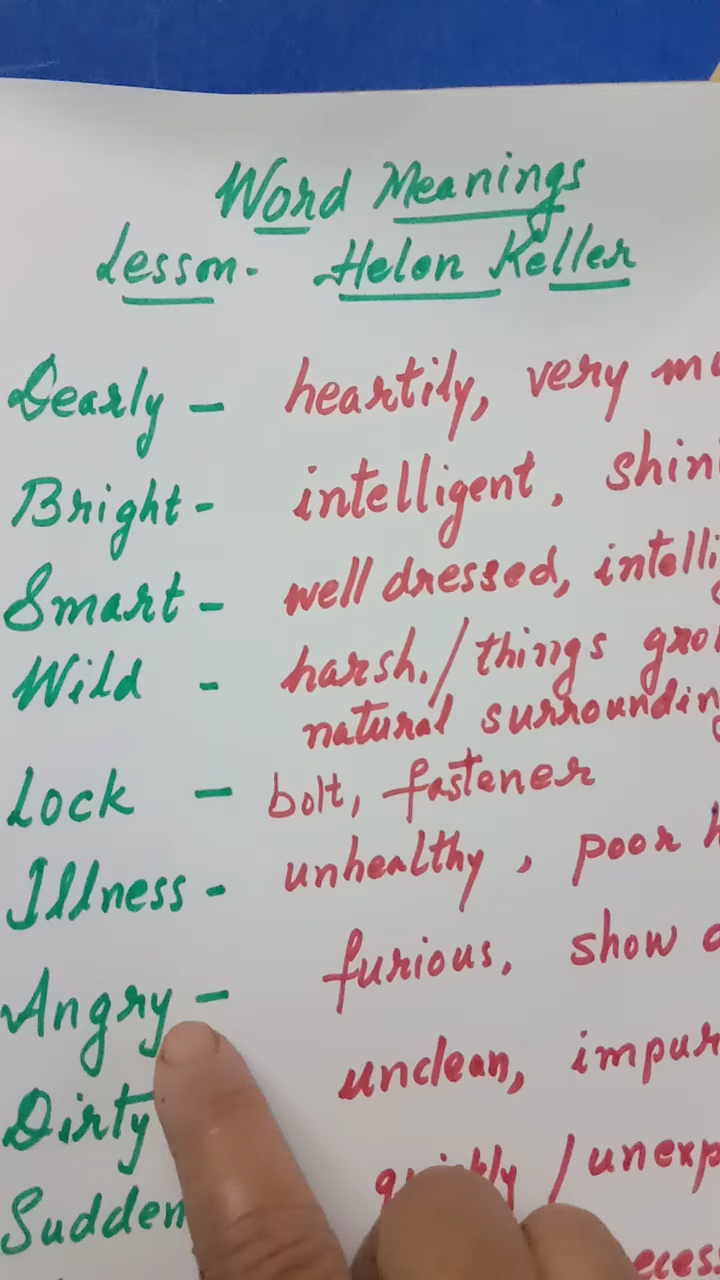 Word Meanings
Lesson- Helen Keller
Dearly - heartily, very
Bright- intelligent, shin
Smart- well dressed, intelli
Wild - harsh./things
natural surroundin
Lock - bolt, fastener
Illness- unhealthy, poor
Angry- furious, show
Dirty unclean, impur
Sudden /unexp